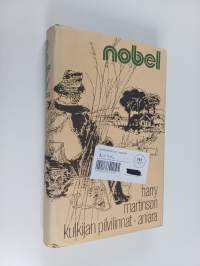 nobel
harry
martinson
kulkijan pilvilinnat · aniara